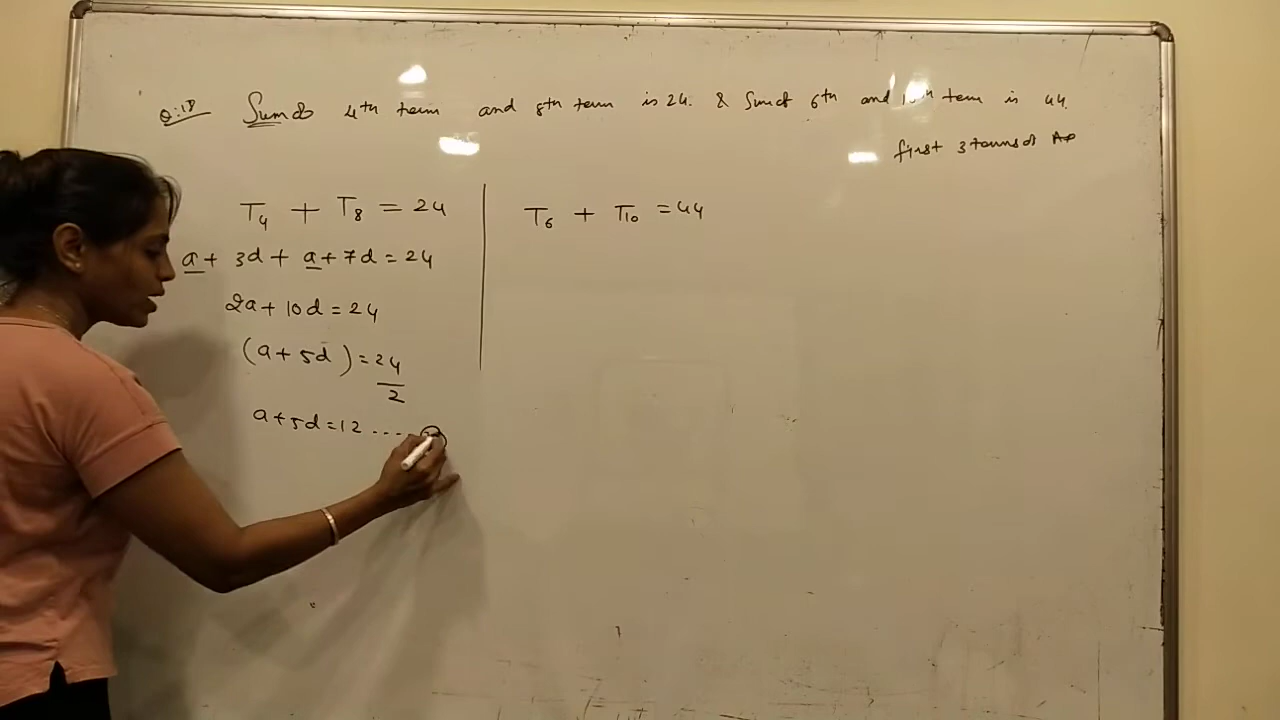 Q:18 Sum of 4th term and 8th term is 24. & Sum of 6th and 10th term is 44.
first 3 terms of AP
T4 + T8 = 24
a + 3d + a + 7d = 24
2a + 10d = 24
(a + 5d) = 24/2
a + 5d = 12 ....
T6 + T10 = 44